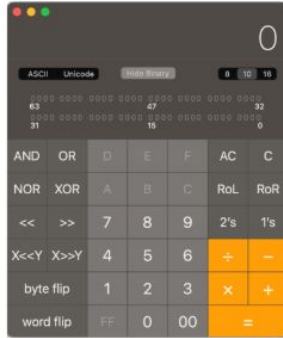 0
ASCII Unicode Hide Binary 8 10 16
0000 0000 0000 0000 0000 0000 0000 0000
63 47 32
0000 0000 0000 0000 0000 0000 0000 0000
31 15 0
AND OR D E F AC C
NOR XOR A B C RoL RoR
<< >> 7 8 9 2's 1's
X<<Y X>>Y 4 5 6 ÷ −
byte flip 1 2 3 × +
word flip FF 0 00 =